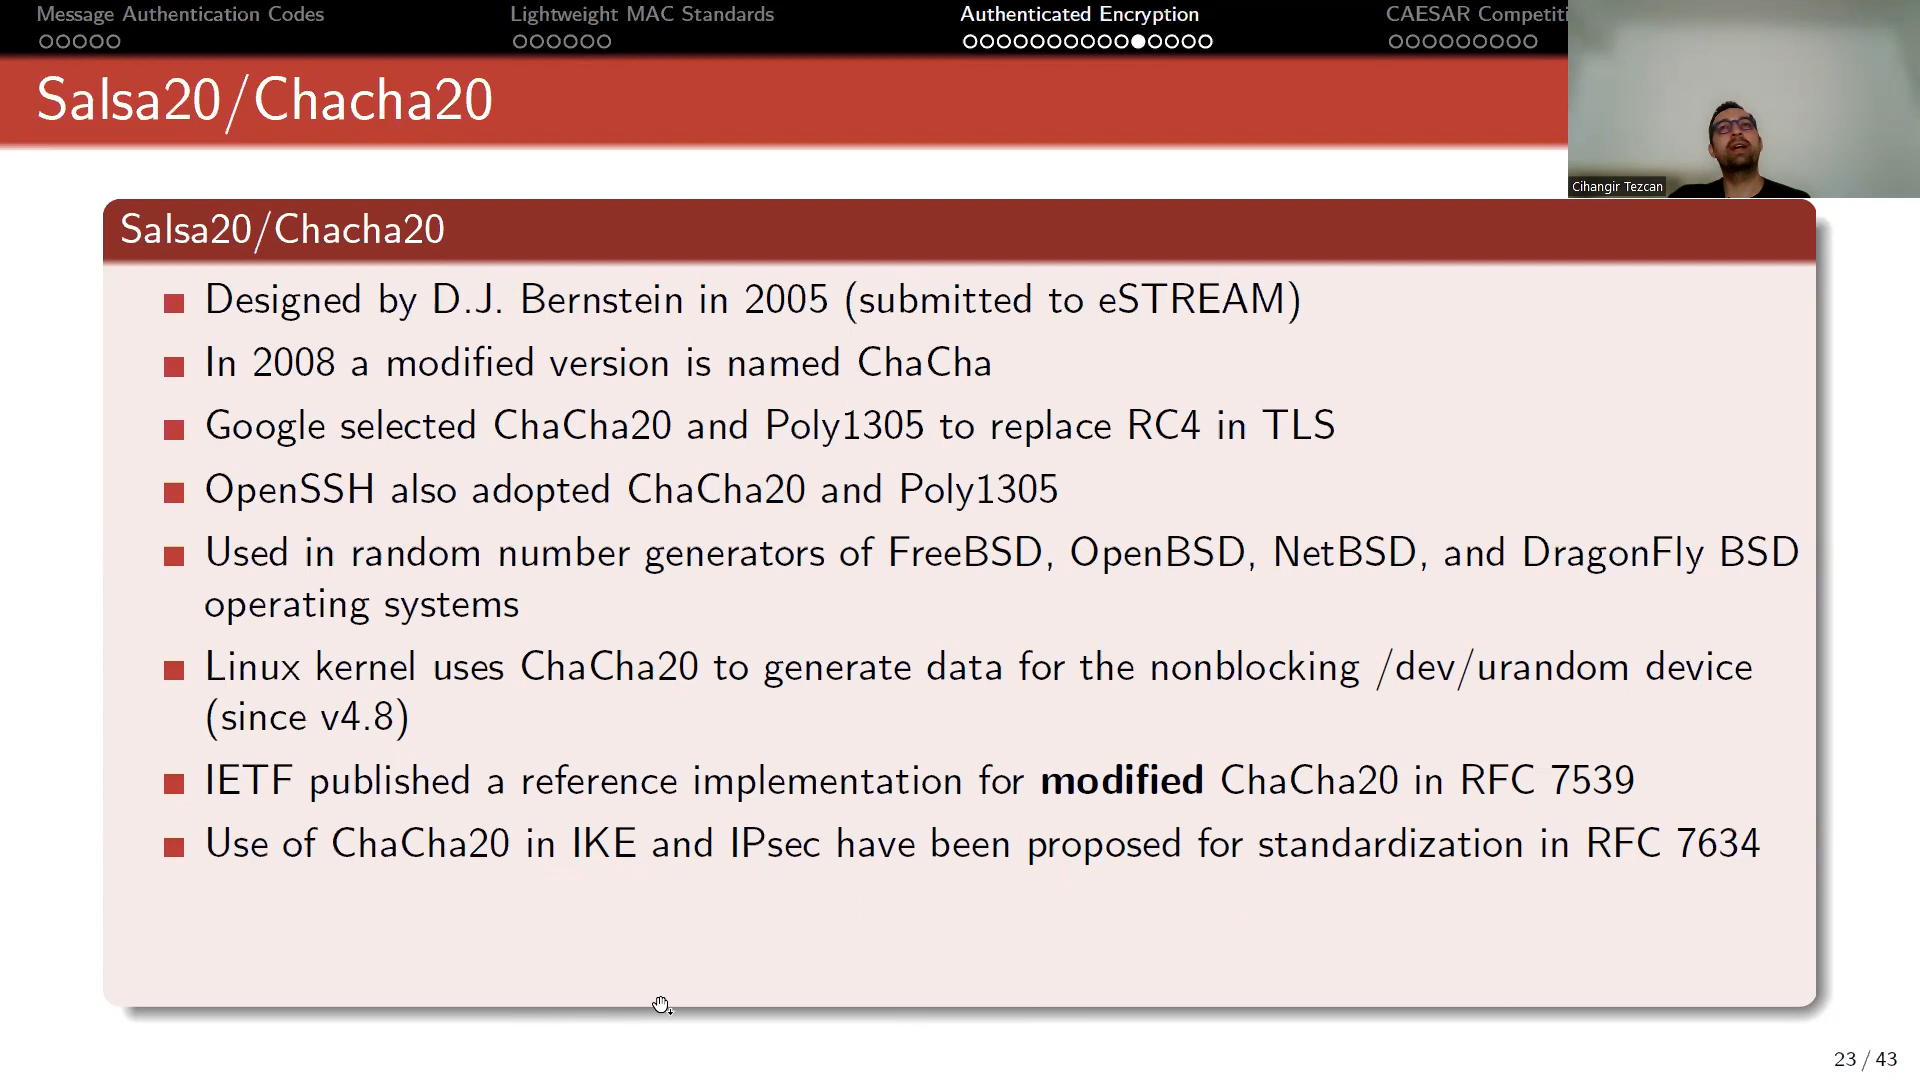 Message Authentication Codes
Lightweight MAC Standards
Authenticated Encryption
CAESAR Competiti
Salsa20/Chacha20
Cihangir Tezcan
Salsa20/Chacha20
Designed by D.J. Bernstein in 2005 (submitted to eSTREAM)
In 2008 a modified version is named ChaCha
Google selected ChaCha20 and Poly1305 to replace RC4 in TLS
OpenSSH also adopted ChaCha20 and Poly1305
Used in random number generators of FreeBSD, OpenBSD, NetBSD, and DragonFly BSD
operating systems
Linux kernel uses ChaCha20 to generate data for the nonblocking /dev/urandom device
(since v4.8)
IETF published a reference implementation for modified ChaCha20 in RFC 7539
Use of ChaCha20 in IKE and IPsec have been proposed for standardization in RFC 7634
23 / 43